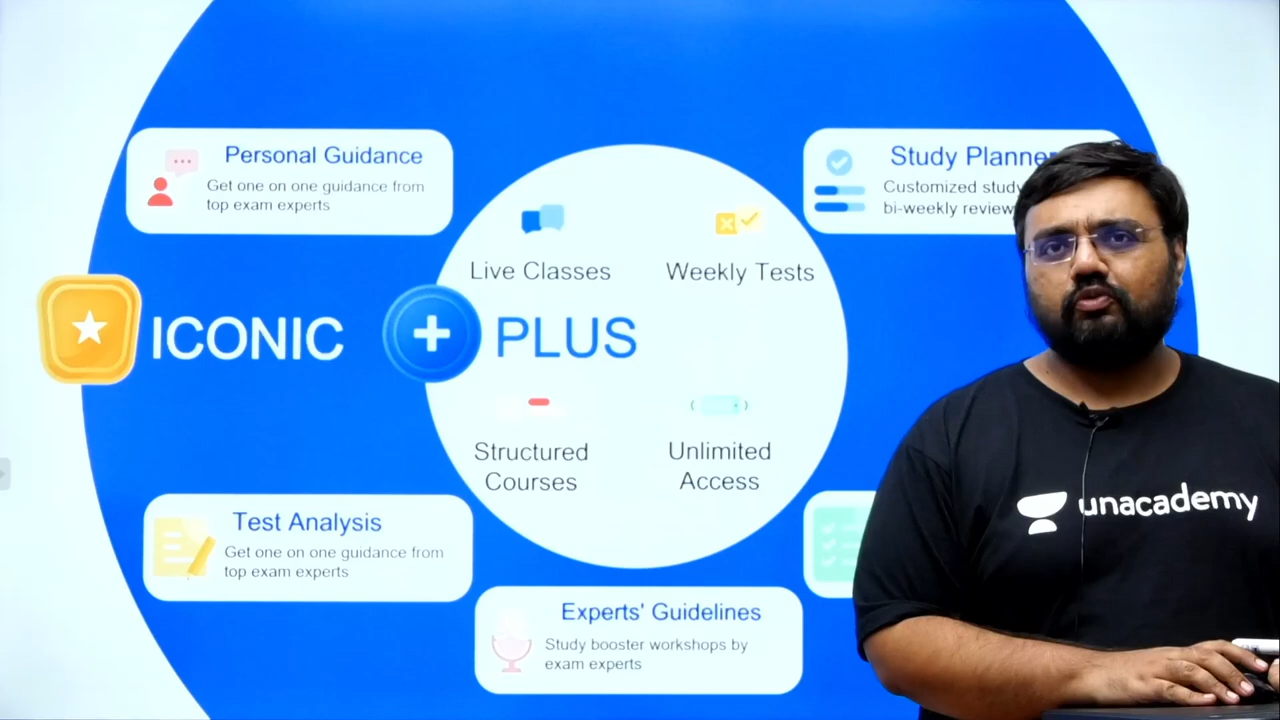 Personal Guidance
Get one on one guidance from
top exam experts
Study Planner
Customized study
bi-weekly review
Live Classes
Weekly Tests
ICONIC
+
PLUS
Structured
Courses
Unlimited
Access
unacademy
Test Analysis
Get one on one guidance from
top exam experts
Experts' Guidelines
Study booster workshops by
exam experts